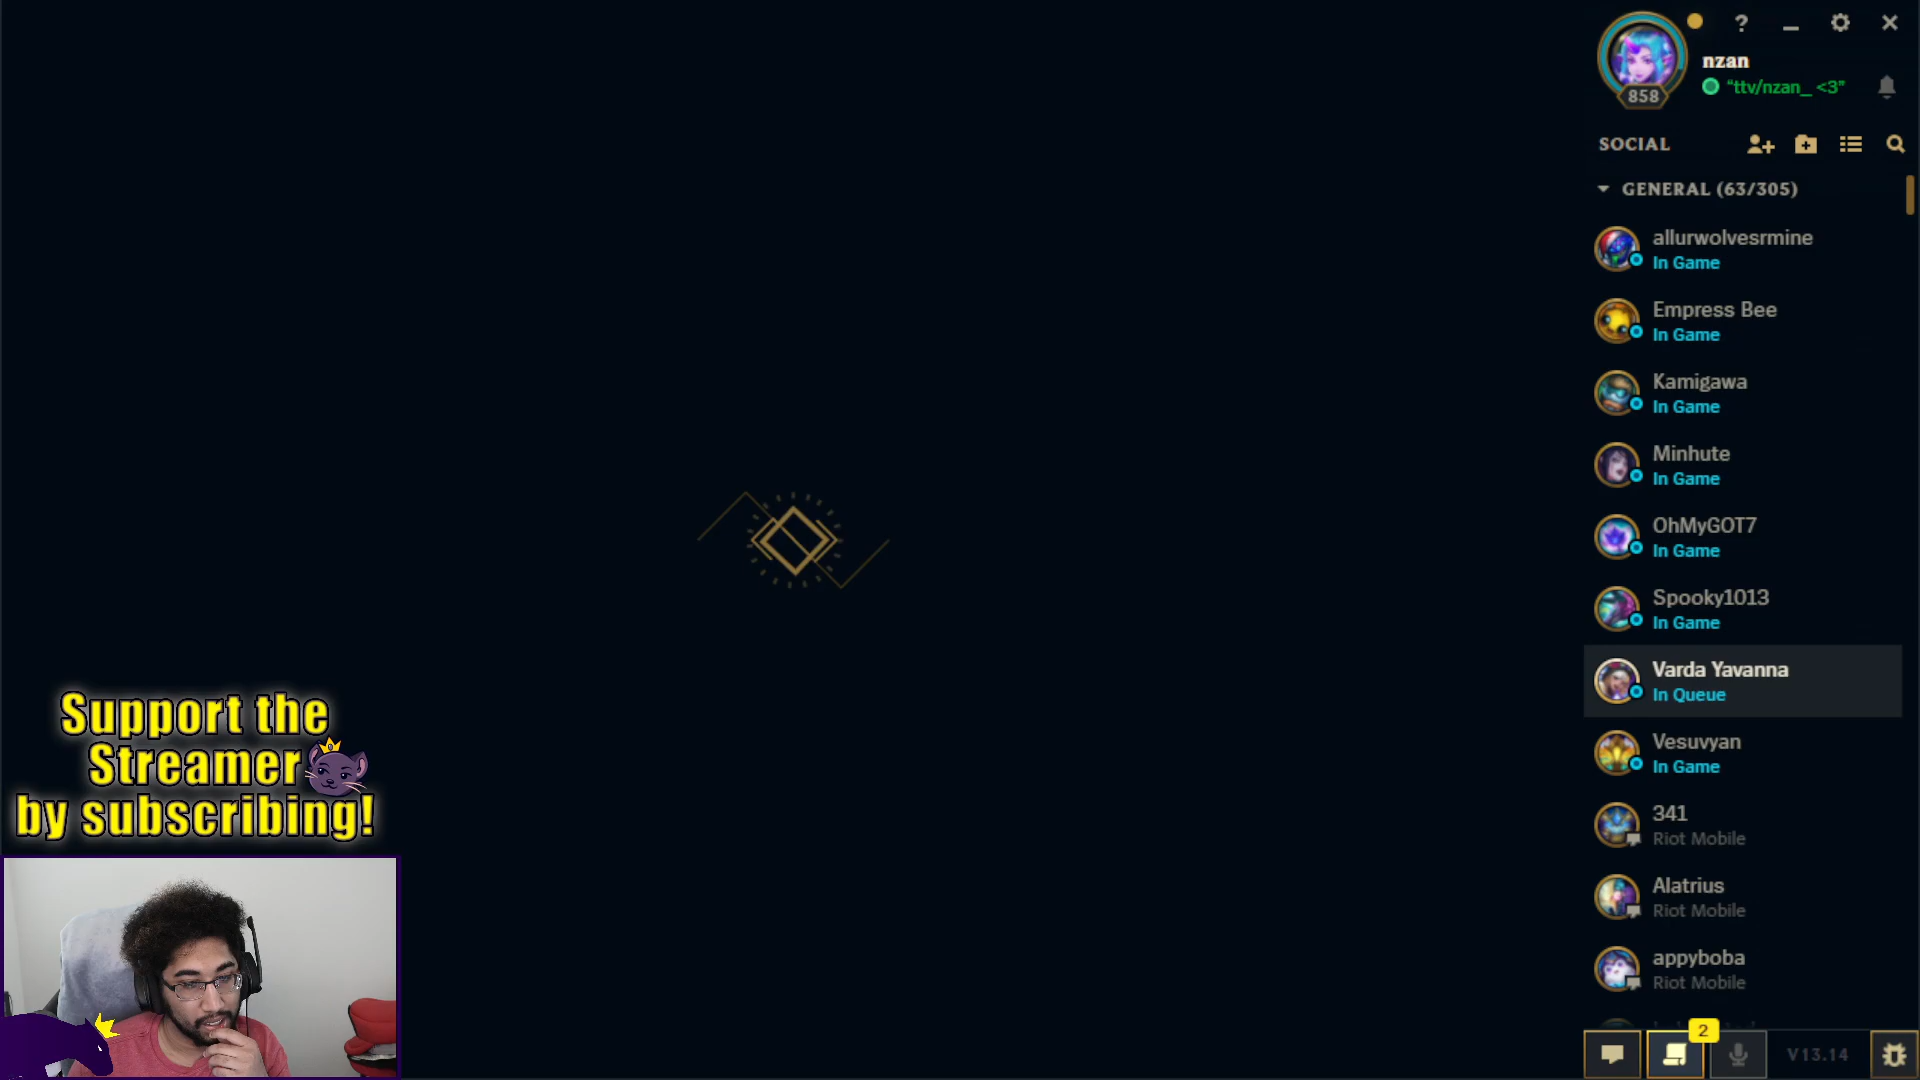 ?
nzan
"ttv/nzan_ <3"
858
SOCIAL
GENERAL (63/305)
allurwolvesrmine
In Game
Empress Bee
In Game
Kamigawa
In Game
Minhute
In Game
OhMyGOT7
In Game
Spooky1013
In Game
Varda Yavanna
In Queue
Vesuvyan
In Game
341
Riot Mobile
Alatrius
Riot Mobile
appyboba
Riot Mobile
2
V13.14
Support the
Streamer
by subscribing!